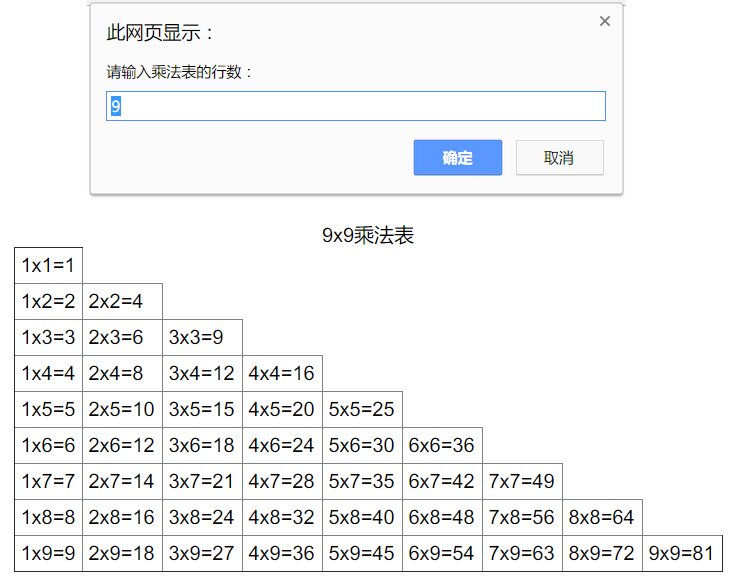 此网页显示：
请输入乘法表的行数：
9
确定 取消
9x9乘法表
1x1=1
1x2=2 2x2=4
1x3=3 2x3=6 3x3=9
1x4=4 2x4=8 3x4=12 4x4=16
1x5=5 2x5=10 3x5=15 4x5=20 5x5=25
1x6=6 2x6=12 3x6=18 4x6=24 5x6=30 6x6=36
1x7=7 2x7=14 3x7=21 4x7=28 5x7=35 6x7=42 7x7=49
1x8=8 2x8=16 3x8=24 4x8=32 5x8=40 6x8=48 7x8=56 8x8=64
1x9=9 2x9=18 3x9=27 4x9=36 5x9=45 6x9=54 7x9=63 8x9=72 9x9=81